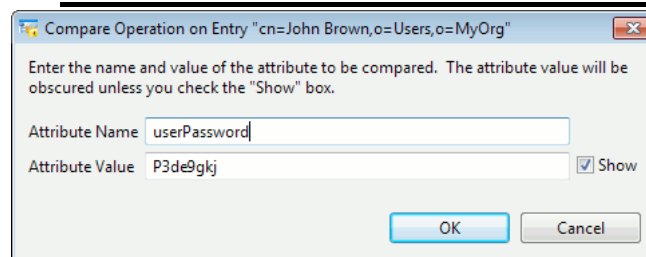 Compare Operation on Entry "cn=John Brown,o=Users,o=MyOrg"
Enter the name and value of the attribute to be compared. The attribute value will be
obscured unless you check the "Show" box.
Attribute Name userPassword
Attribute Value P3de9gkj Show
OK Cancel